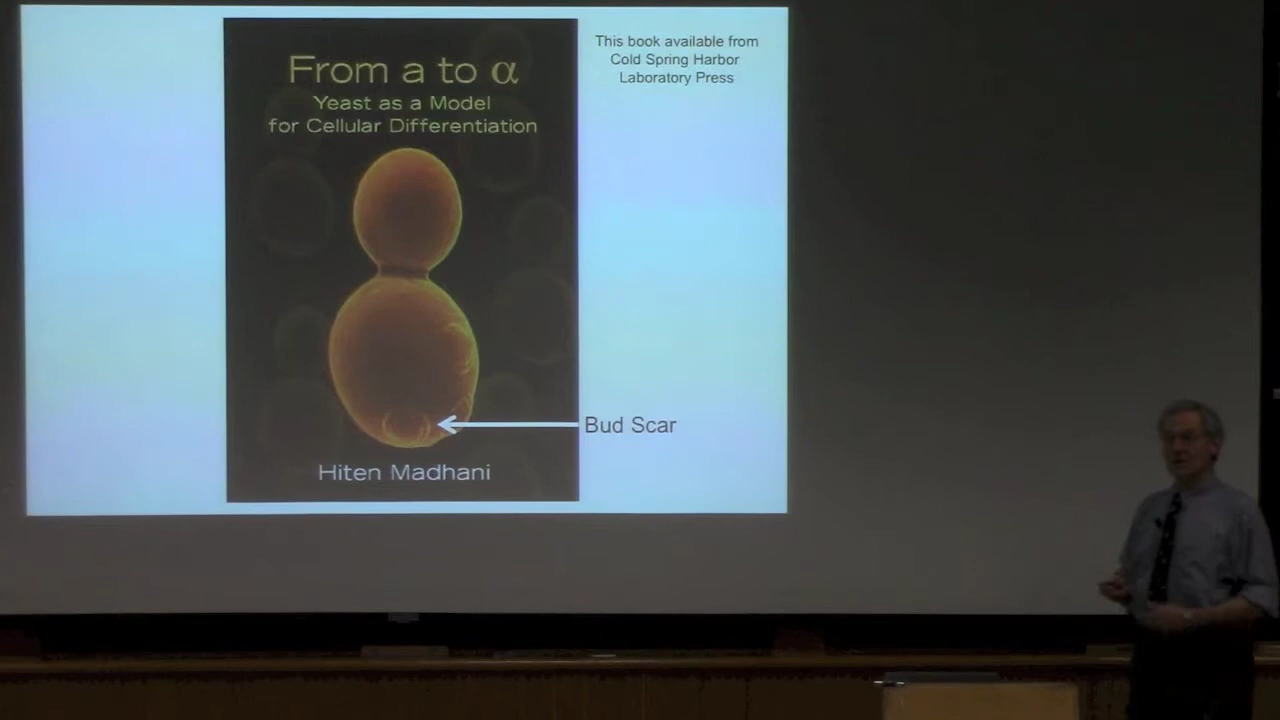 From a to α
Yeast as a Model
for Cellular Differentiation
Hiten Madhani
This book available from
Cold Spring Harbor
Laboratory Press
Bud Scar